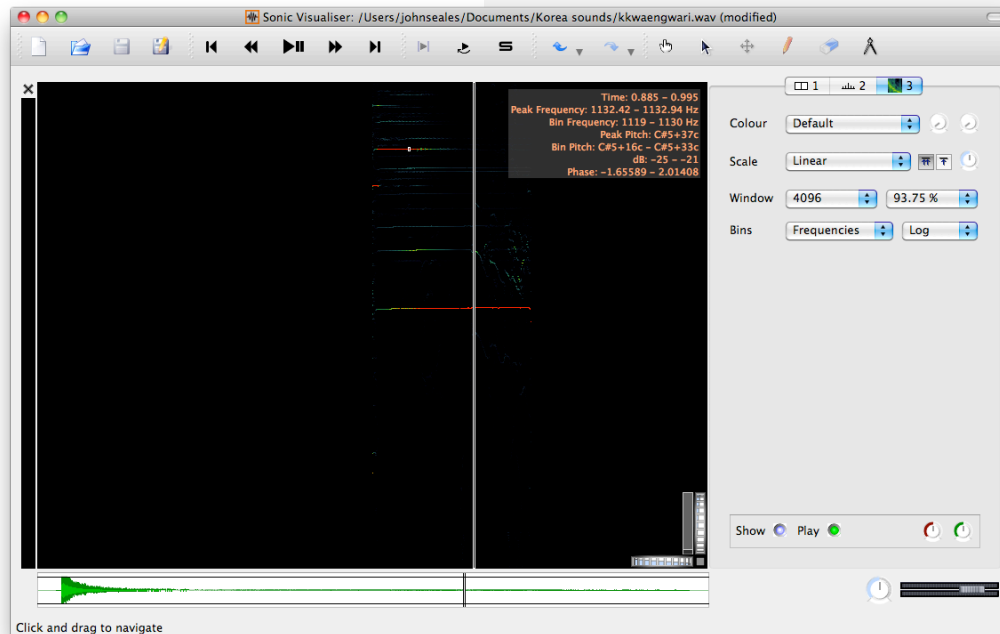 Sonic Visualiser: /Users/johnseales/Documents/Korea sounds/kkwaengwari.wav (modified)
Time: 0.885 – 0.995
Peak Frequency: 1132.42 – 1132.94 Hz
Bin Frequency: 1119 – 1130 Hz
Peak Pitch: C#5+37c
Bin Pitch: C#5+16c – C#5+33c
dB: -25 – -21
Phase: -1.65589 – 2.01408
1 2 3
Colour Default
Scale Linear
Window 4096 93.75 %
Bins Frequencies Log
Show Play
Click and drag to navigate